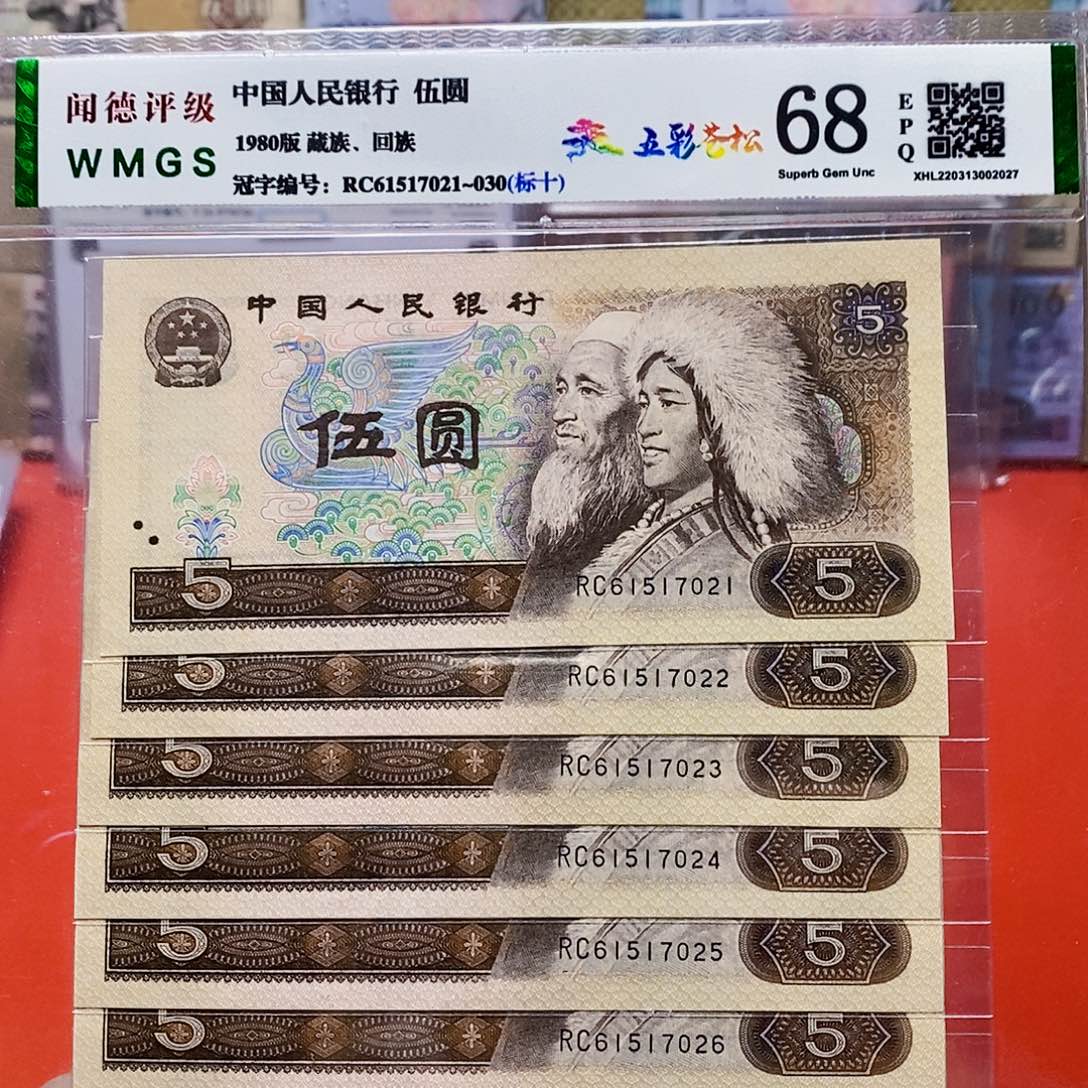 闻德评级
WMGS
中国人民银行 伍圆
1980版 藏族、回族
冠字编号：RC61517021~030(标十)
五彩苍松
68
Superb Gem Unc
EPQ
XHL220313002027
中国人民银行
5
伍圆
5
RC61517021
5
5
RC61517022
5
5
RC61517023
5
5
RC61517024
5
5
RC61517025
5
5
RC61517026
5